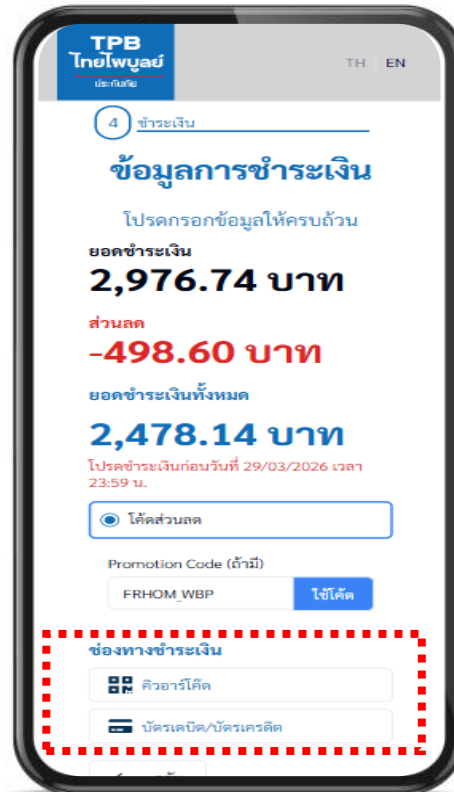 TPB
ไทยไพบูลย์
ประกันภัย
TH EN
4 ชำระเงิน
ข้อมูลการชำระเงิน
โปรดกรอกข้อมูลให้ครบถ้วน
ยอดชำระเงิน
2,976.74 บาท
ส่วนลด
-498.60 บาท
ยอดชำระเงินทั้งหมด
2,478.14 บาท
โปรดชำระเงินก่อนวันที่ 29/03/2026 เวลา
23:59 น.
โค้ดส่วนลด
Promotion Code (ถ้ามี)
FRHOM_WBP ใช้โค้ด
ช่องทางชำระเงิน
คิวอาร์โค๊ด
บัตรเดบิต/บัตรเครดิต